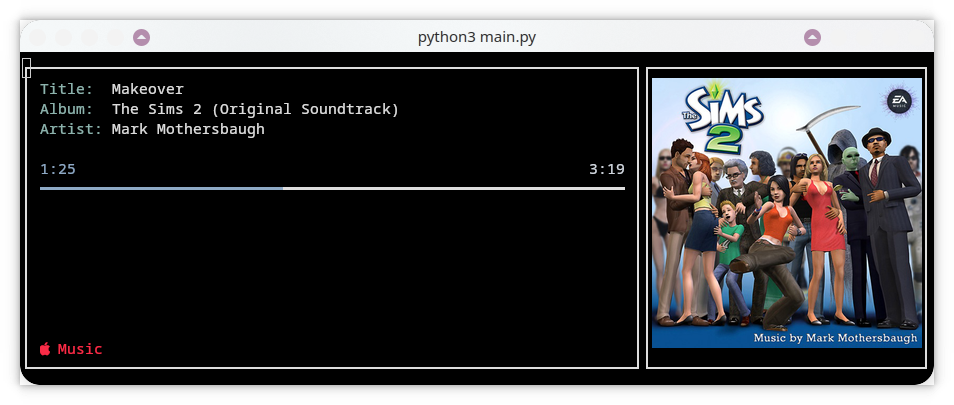 python3 main.py
Title: Makeover
Album: The Sims 2 (Original Soundtrack)
Artist: Mark Mothersbaugh
1:25 3:19
Music
The Sims 2
EA
MUSIC
Music by Mark Mothersbaugh